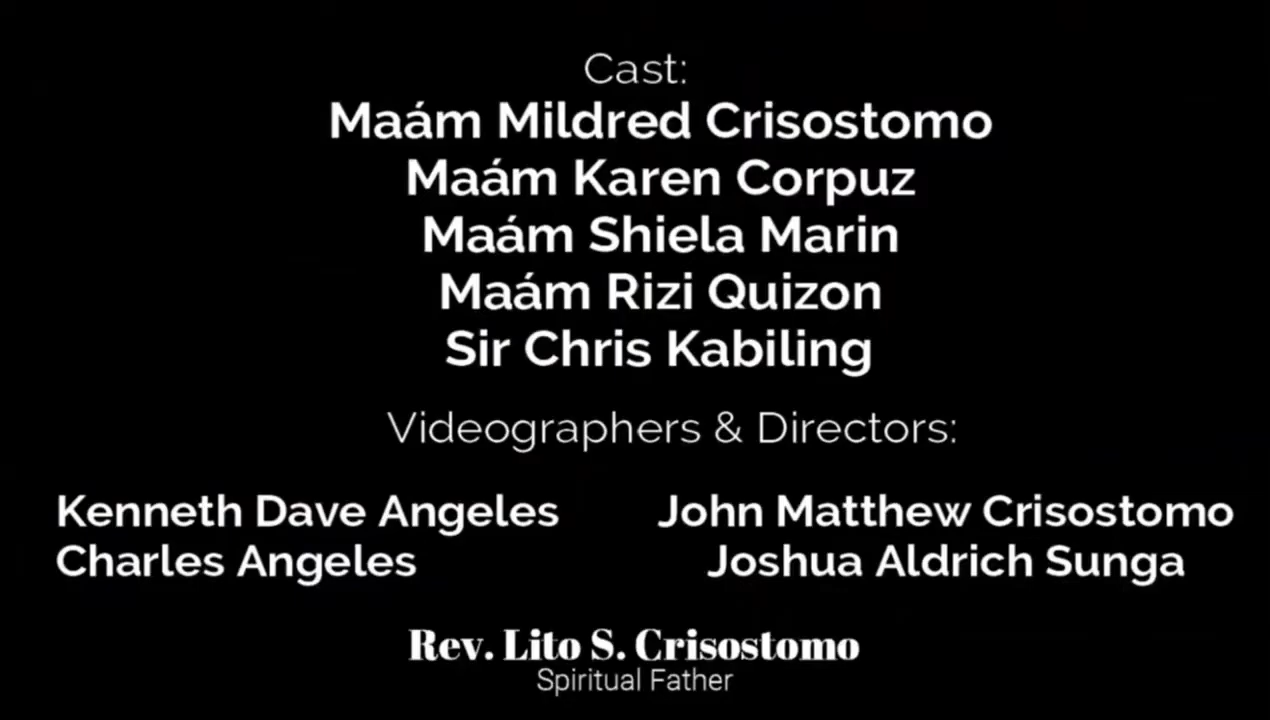 Cast:
Maám Mildred Crisostomo
Maám Karen Corpuz
Maám Shiela Marin
Maám Rizi Quizon
Sir Chris Kabiling
Videographers & Directors:
Kenneth Dave Angeles
Charles Angeles
John Matthew Crisostomo
Joshua Aldrich Sunga
Rev. Lito S. Crisostomo
Spiritual Father